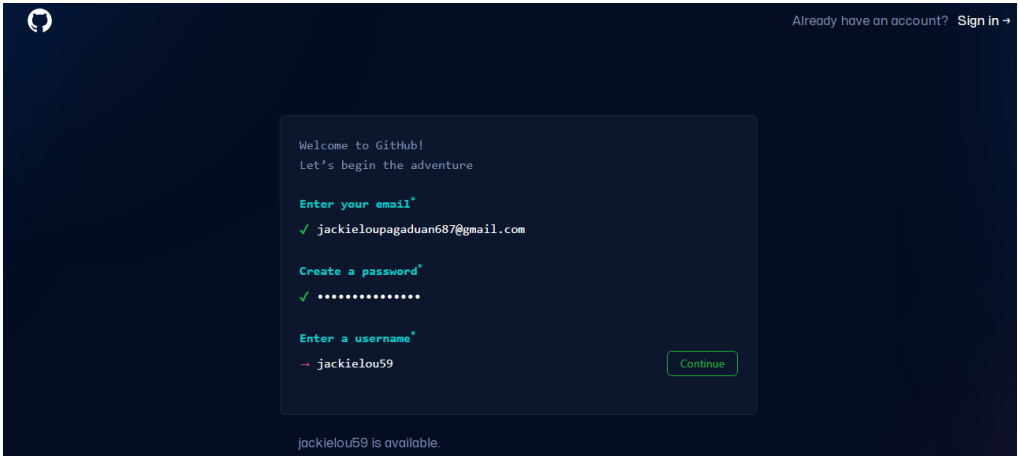 Already have an account? Sign in →
Welcome to GitHub!
Let’s begin the adventure
Enter your email*
✓ jackieloupagaduan687@gmail.com
Create a password*
✓ •••••••••••••••
Enter a username*
→ jackielou59 Continue
jackielou59 is available.